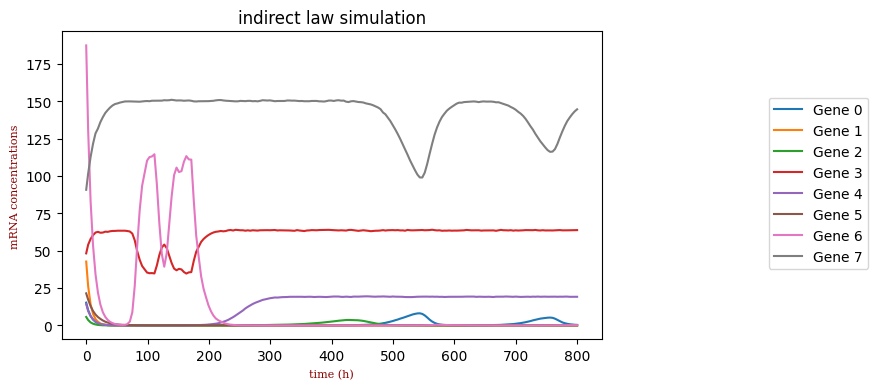 indirect law simulation
mRNA concentrations
175
150
125
100
75
50
25
0
0 100 200 300 400 500 600 700 800
time (h)
Gene 0
Gene 1
Gene 2
Gene 3
Gene 4
Gene 5
Gene 6
Gene 7